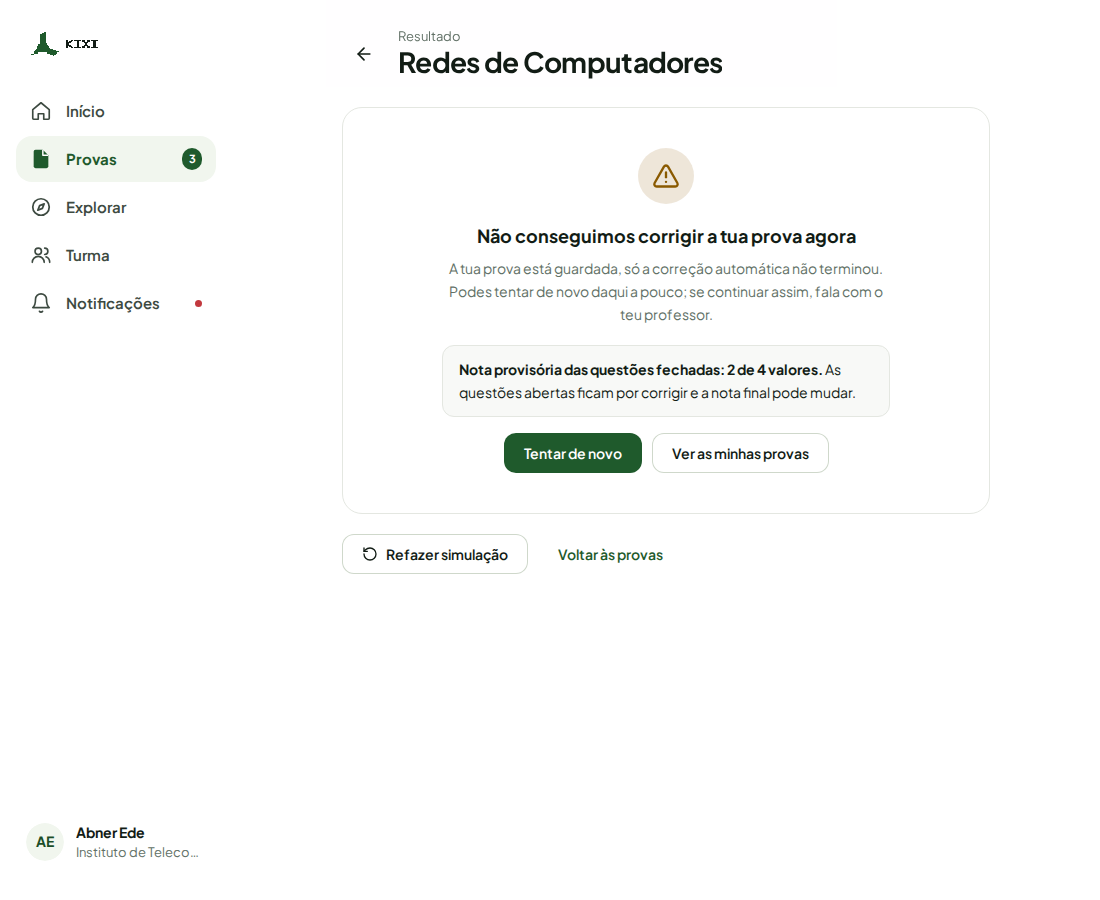 KIXI
Início
Provas 3
Explorar
Turma
Notificações
Resultado
Redes de Computadores
Não conseguimos corrigir a tua prova agora
A tua prova está guardada, só a correção automática não terminou.
Podes tentar de novo daqui a pouco; se continuar assim, fala com o
teu professor.
Nota provisória das questões fechadas: 2 de 4 valores. As
questões abertas ficam por corrigir e a nota final pode mudar.
Tentar de novo
Ver as minhas provas
Refazer simulação
Voltar às provas
AE
Abner Ede
Instituto de Teleco...